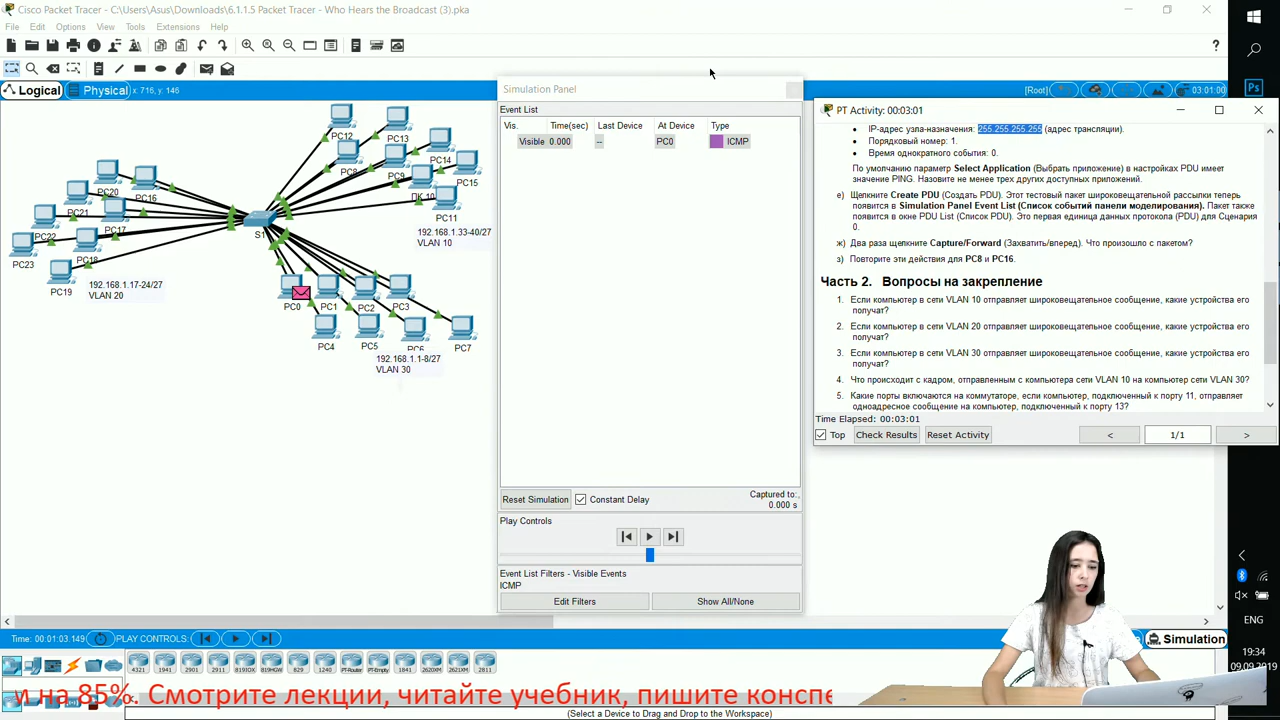 Cisco Packet Tracer - C:\Users\Asus\Downloads\6.1.1.5 Packet Tracer - Who Hears the Broadcast (3).pka
File Edit Options View Tools Extensions Help
Logical Physical x: 716, y: 146 [Root] 03:01:00
PC12
PC13
PC14
PC8
PC9
PC15
ПК 10
PC11
192.168.1.33-40/27
VLAN 10
PC20
PC16
PC21
PC22
PC17
PC23
PC18
PC19
192.168.1.17-24/27
VLAN 20
S1
PC0
PC1
PC2
PC3
PC4
PC5
PC6
PC7
192.168.1.1-8/27
VLAN 30
Simulation Panel
Event List
Vis. Time(sec) Last Device At Device Type
Visible 0.000 -- PC0 ICMP
Reset Simulation Constant Delay Captured to:
0.000 s
Play Controls
Event List Filters - Visible Events
ICMP
Edit Filters Show All/None
PT Activity: 00:03:01
IP-адрес узла-назначения: 255.255.255.255 (адрес трансляции).
Порядковый номер: 1.
Время однократного события: 0.
По умолчанию параметр Select Application (Выбрать приложение) в настройках PDU имеет
значение PING. Назовите не менее трех других доступных приложений.
е) Щелкните Create PDU (Создать PDU). Этот тестовый пакет широковещательной рассылки теперь
появится в Simulation Panel Event List (Список событий панели моделирования). Пакет также
появится в окне PDU List (Список PDU). Это первая единица данных протокола (PDU) для Сценария
0.
ж) Два раза щелкните Capture/Forward (Захватить/вперед). Что произошло с пакетом?
з) Повторите эти действия для PC8 и PC16.
Часть 2. Вопросы на закрепление
1. Если компьютер в сети VLAN 10 отправляет широковещательное сообщение, какие устройства его
получат?
2. Если компьютер в сети VLAN 20 отправляет широковещательное сообщение, какие устройства его
получат?
3. Если компьютер в сети VLAN 30 отправляет широковещательное сообщение, какие устройства его
получат?
4. Что происходит с кадром, отправленным с компьютера сети VLAN 10 на компьютер сети VLAN 30?
5. Какие порты включаются на коммутаторе, если компьютер, подключенный к порту 11, отправляет
одноадресное сообщение на компьютер, подключенный к порту 13?
Time Elapsed: 00:03:01
Top Check Results Reset Activity < 1/1 >
Time: 00:01:03.149 PLAY CONTROLS: Simulation
4321 1941 2901 2911 819HGW 829 1240 PT-Router PT-Empty 1841 2620XM 2621XM 2811
на 85%. Смотрите лекции, читайте учебник, пишите конспе
(Select a Device to Drag and Drop to the Workspace)
Ps
ENG
19:34
09.09.2019